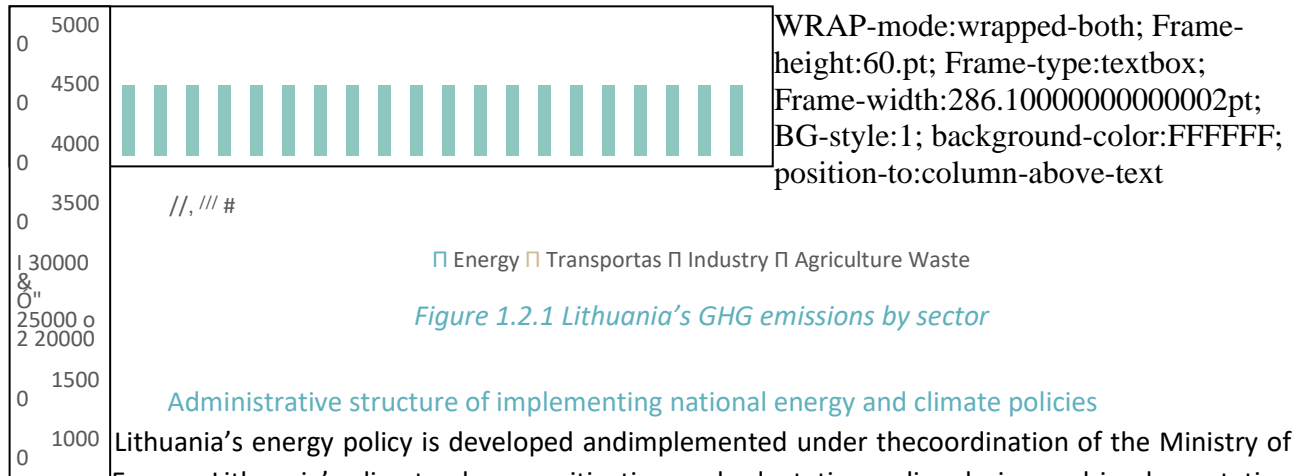 5000
0
4500
0
4000
0
3500
0
I 30000
&
Ó"
25000 o
2 20000
1500
0
1000
0
WRAP-mode:wrapped-both; Frame-
height:60.pt; Frame-type:textbox;
Frame-width:286.10000000000002pt;
BG-style:1; background-color:FFFFFF;
position-to:column-above-text
//, /// #
П Energy П Transportas П Industry П Agriculture Waste
Figure 1.2.1 Lithuania’s GHG emissions by sector
Administrative structure of implementing national energy and climate policies
Lithuania’s energy policy is developed andimplemented under thecoordination of the Ministry of